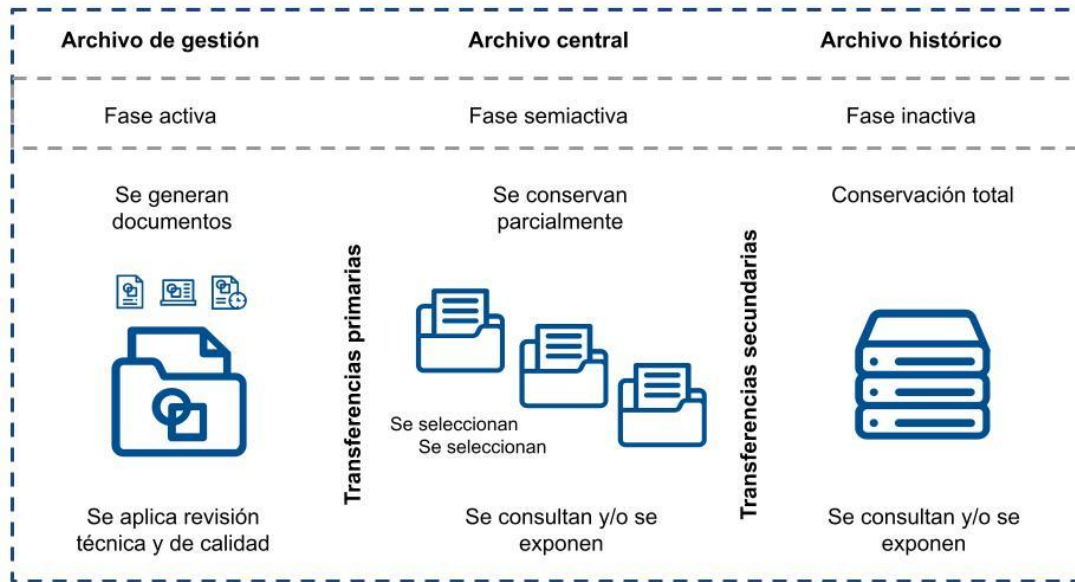 Archivo de gestión
Archivo central
Archivo histórico
Fase activa
Fase semiactiva
Fase inactiva
Se generan
documentos
Se aplica revisión
técnica y de calidad
Transferencias primarias
Se conservan
parcialmente
Se seleccionan
Se seleccionan
Se consultan y/o se
exponen
Transferencias secundarias
Conservación total
Se consultan y/o se
exponen